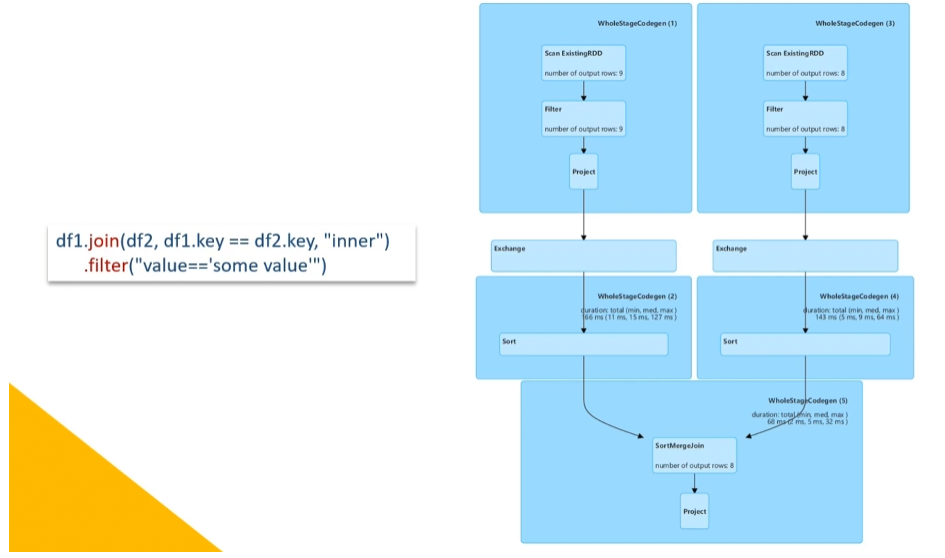 df1.join(df2, df1.key == df2.key, "inner")
.filter("value=='some value'")
WholeStageCodegen (1)
Scan ExistingRDD
number of output rows: 9
Filter
number of output rows: 9
Project
WholeStageCodegen (3)
Scan ExistingRDD
number of output rows: 8
Filter
number of output rows: 8
Project
Exchange
Exchange
WholeStageCodegen (2)
duration: total (min, med, max )
66 ms (11 ms, 15 ms, 127 ms )
Sort
WholeStageCodegen (4)
duration: total (min, med, max )
143 ms (5 ms, 9 ms, 64 ms )
Sort
WholeStageCodegen (5)
duration: total (min, med, max )
68 ms (2 ms, 5 ms, 32 ms )
SortMergeJoin
number of output rows: 8
Project